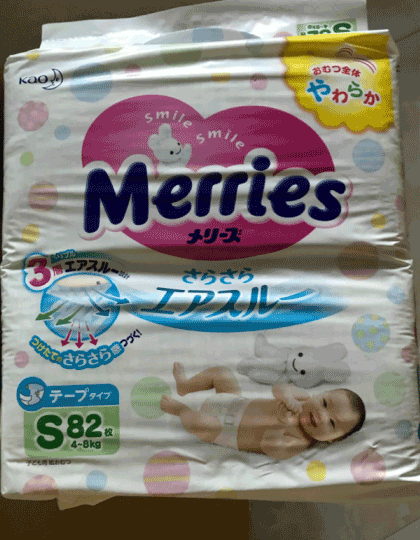 S
Kao
おむつ全体
やわらか
smile smile
Merries
メリーズ
3層エアスルー
さらさら
エアスルー
つけたての
さらさら
つづく!
テープタイプ
S 82枚
4~8kg